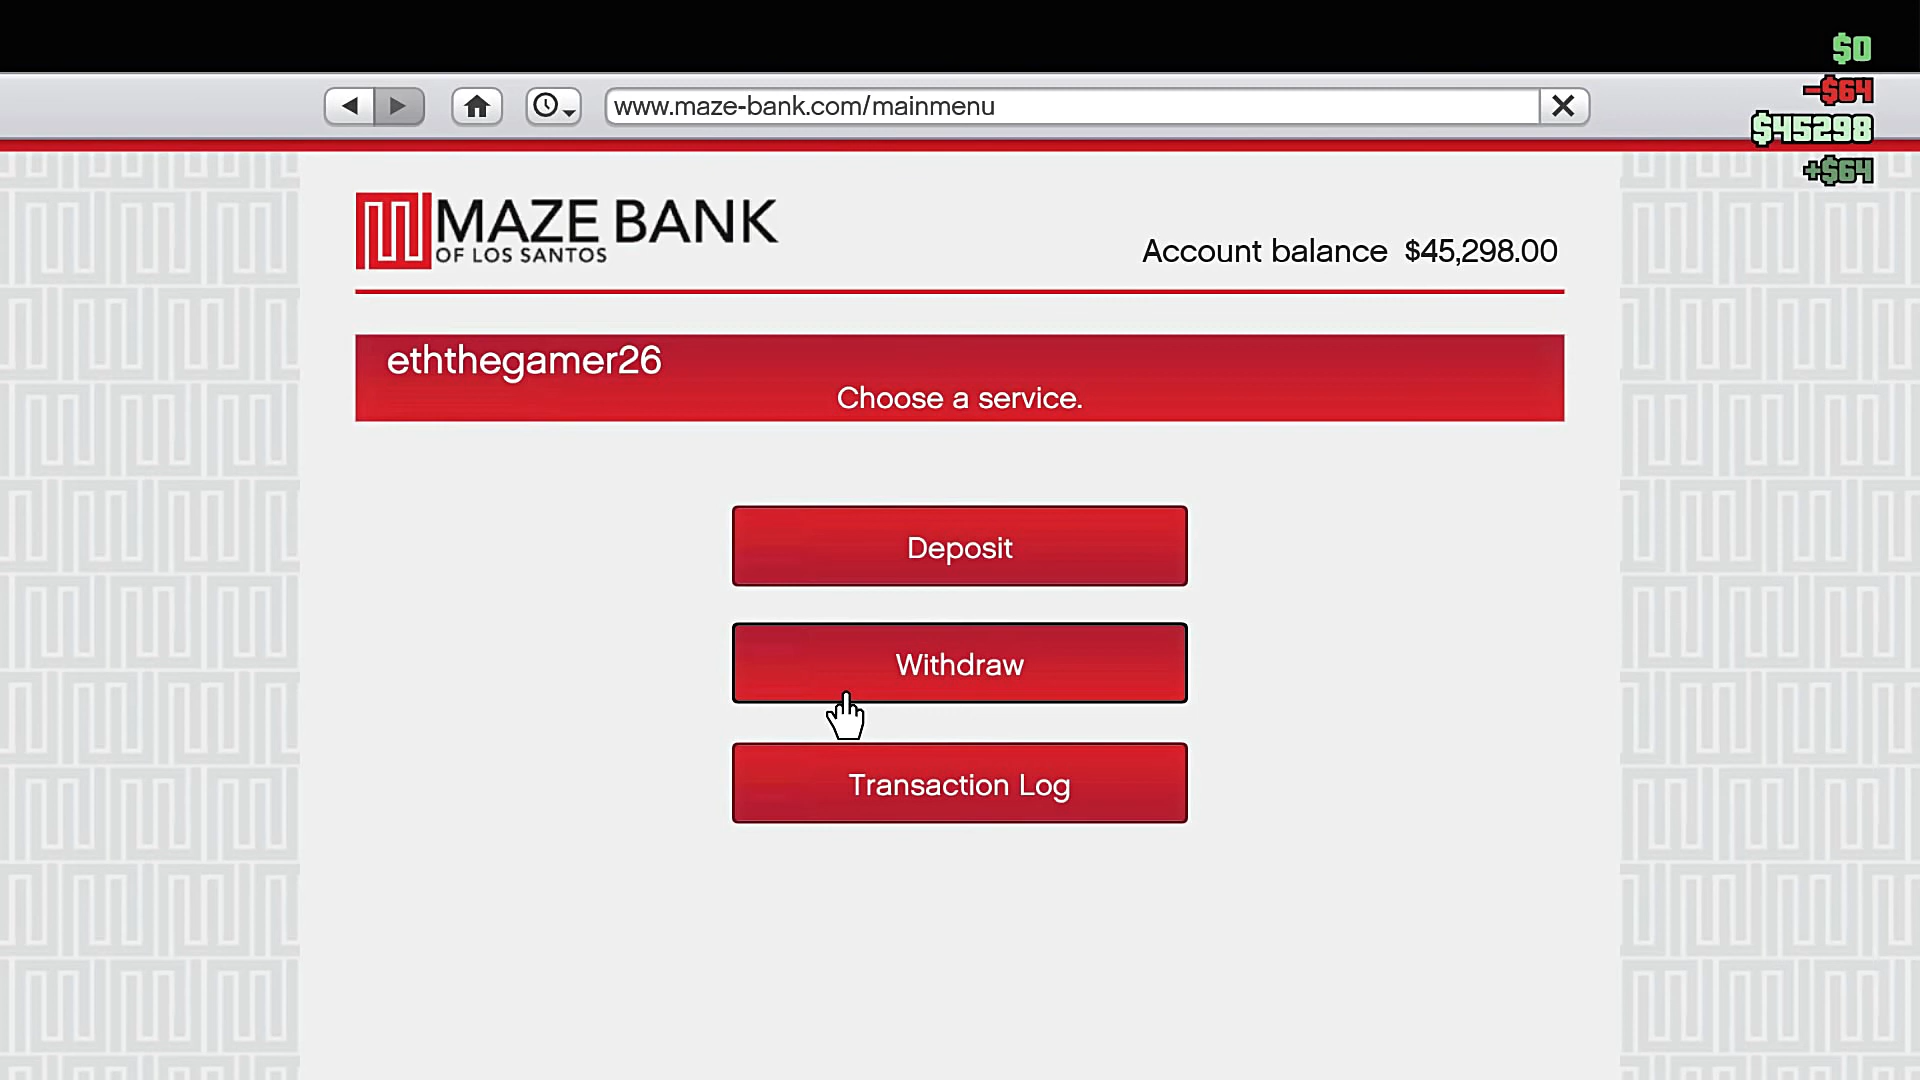 $0
-$64
www.maze-bank.com/mainmenu
$45298
+$64
MAZE BANK
OF LOS SANTOS
Account balance $45,298.00
eththegamer26
Choose a service.
Deposit
Withdraw
Transaction Log